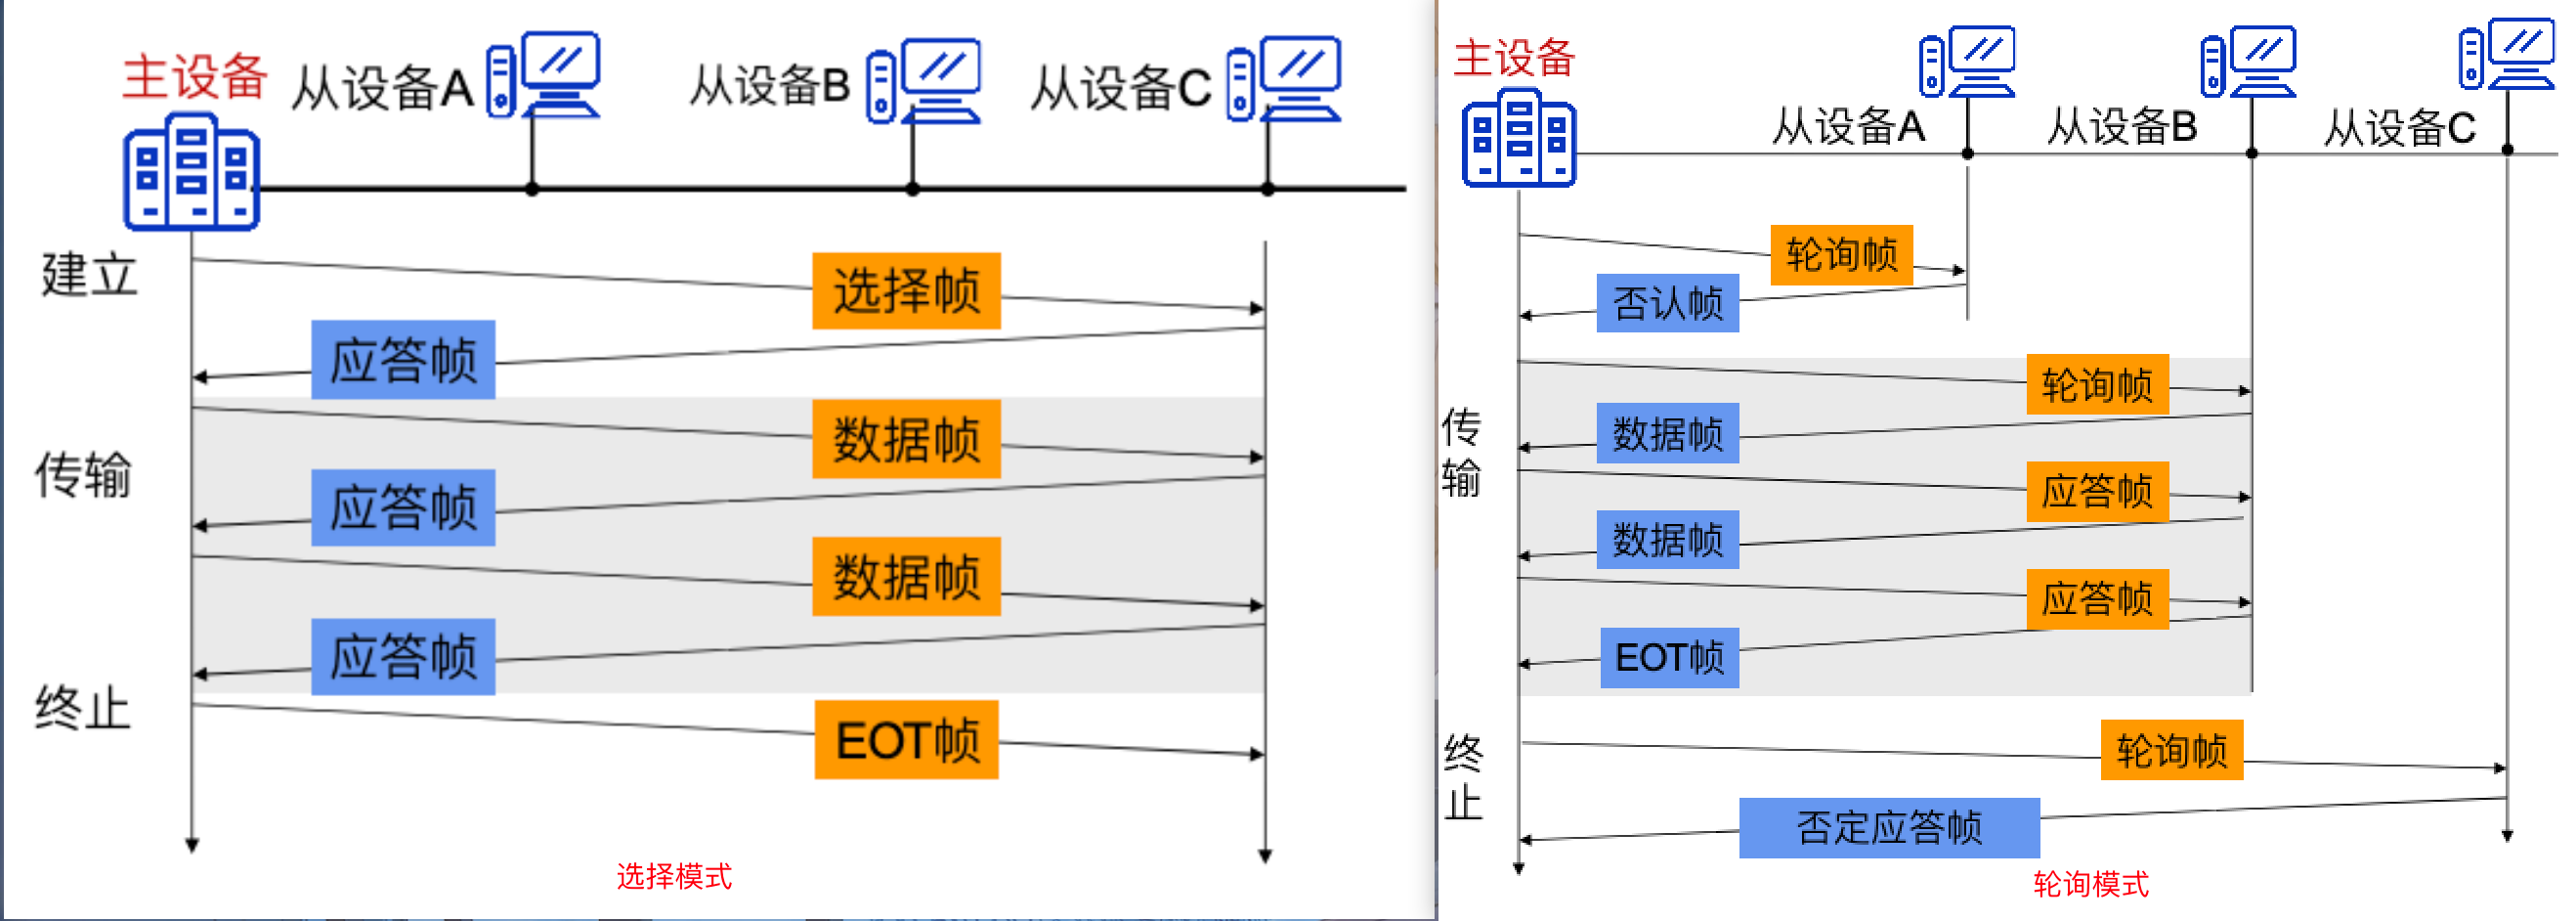 主设备
从设备A
从设备B
从设备C
建立
选择帧
应答帧
传输
数据帧
应答帧
数据帧
应答帧
终止
EOT帧
选择模式
主设备
从设备A
从设备B
从设备C
轮询帧
否认帧
传输
轮询帧
数据帧
应答帧
数据帧
应答帧
EOT帧
终止
轮询帧
否定应答帧
轮询模式